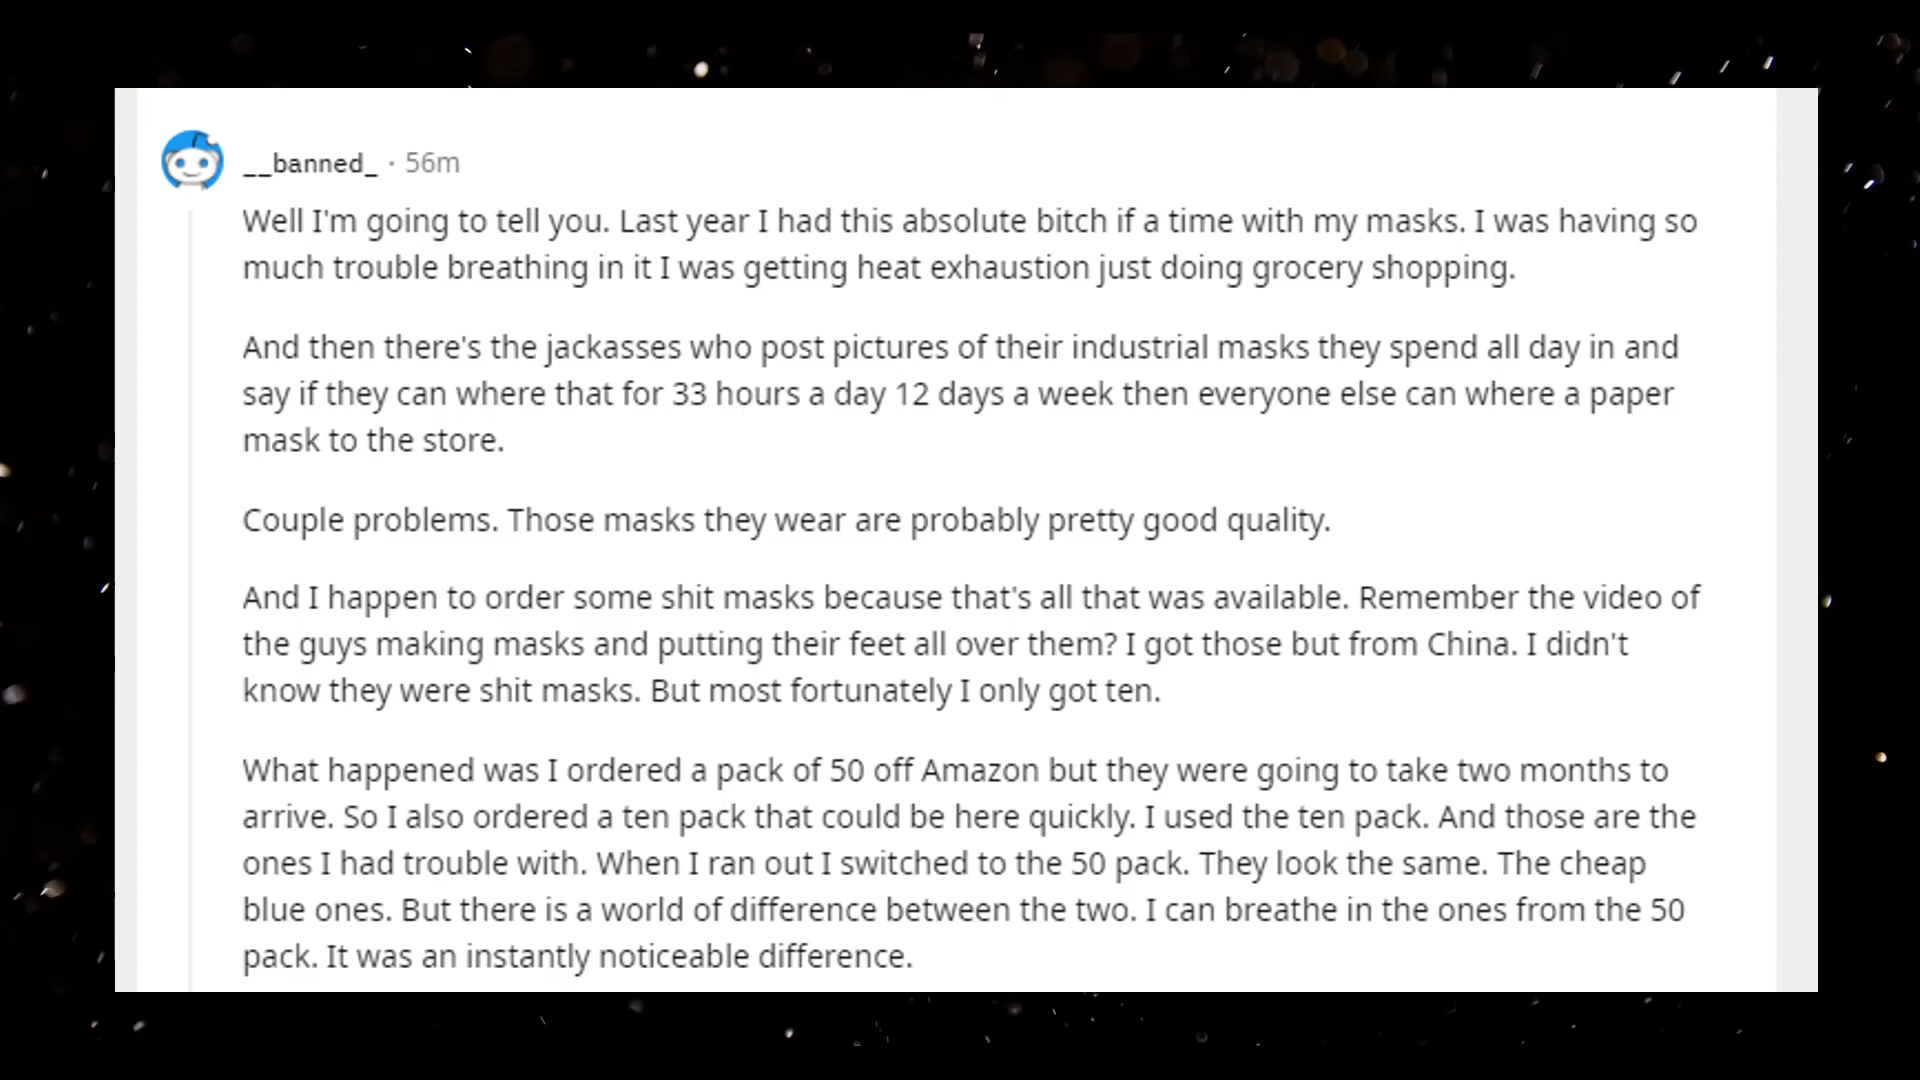 __banned_ · 56m
Well I'm going to tell you. Last year I had this absolute bitch if a time with my masks. I was having so
much trouble breathing in it I was getting heat exhaustion just doing grocery shopping.
And then there's the jackasses who post pictures of their industrial masks they spend all day in and
say if they can where that for 33 hours a day 12 days a week then everyone else can where a paper
mask to the store.
Couple problems. Those masks they wear are probably pretty good quality.
And I happen to order some shit masks because that's all that was available. Remember the video of
the guys making masks and putting their feet all over them? I got those but from China. I didn't
know they were shit masks. But most fortunately I only got ten.
What happened was I ordered a pack of 50 off Amazon but they were going to take two months to
arrive. So I also ordered a ten pack that could be here quickly. I used the ten pack. And those are the
ones I had trouble with. When I ran out I switched to the 50 pack. They look the same. The cheap
blue ones. But there is a world of difference between the two. I can breathe in the ones from the 50
pack. It was an instantly noticeable difference.